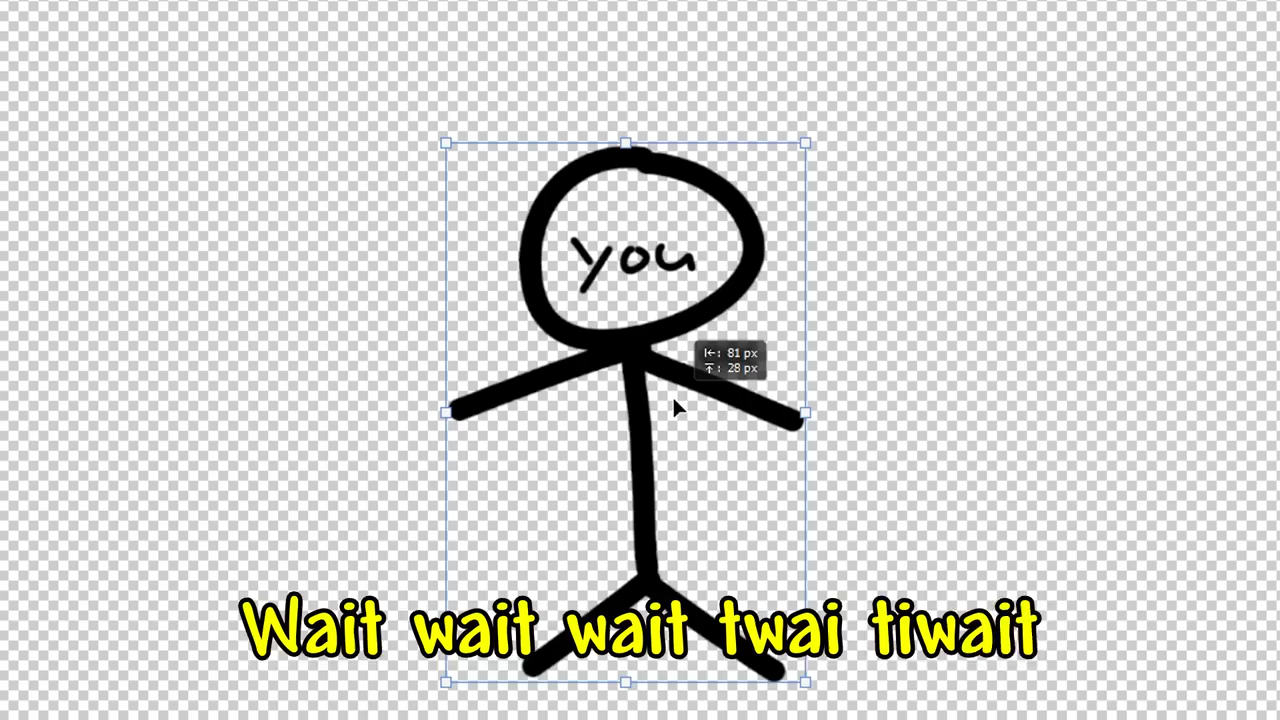 you
|←: 81 px
↑: 28 px
Wait wait wait twai tiwait